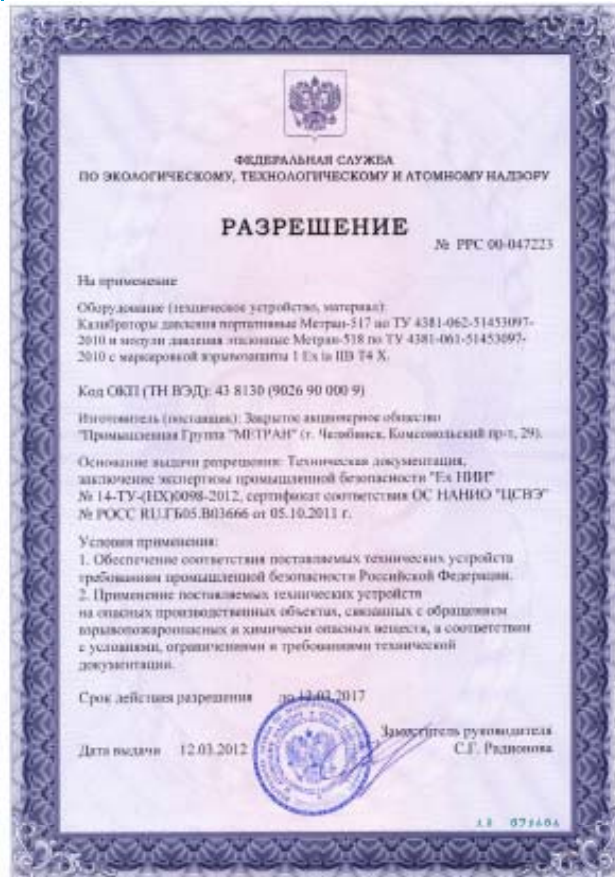 ФЕДЕРАЛЬНАЯ СЛУЖБА
ПО ЭКОЛОГИЧЕСКОМУ, ТЕХНОЛОГИЧЕСКОМУ И АТОМНОМУ НАДЗОРУ
РАЗРЕШЕНИЕ
№ РРС 00-047223
На применение
Оборудование (техническое устройство, материал):
Калибраторы давления портативные Метран-517 по ТУ 4381-062-51453097-
2010 и модули давления эталонные Метран-518 по ТУ 4381-061-51453097-
2010 с маркировкой взрывозащиты 1 Ex ia IIB T4 X.
Код ОКП (ТН ВЭД): 43 8130 (9026 90 000 9)
Изготовитель (поставщик): Закрытое акционерное общество
"Промышленная Группа "МЕТРАН" (г. Челябинск, Комсомольский пр-т, 29).
Основание выдачи разрешения: Техническая документация,
заключение экспертизы промышленной безопасности "Ех НИИ"
№ 14-ТУ-(НХ)0098-2012, сертификат соответствия ОС НАНИО "ЦСВЭ"
№ РОСС RU.ГБ05.В03666 от 05.10.2011 г.
Условия применения:
1. Обеспечение соответствия поставляемых технических устройств
требованиям промышленной безопасности Российской Федерации.
2. Применение поставляемых технических устройств
на опасных производственных объектах, связанных с обращением
взрывопожароопасных и химически опасных веществ, в соответствии
с условиями, ограничениями и требованиями технической
документации.
Срок действия разрешения до 12.03.2017
Заместитель руководителя
Дата выдачи 12.03.2012 С.Г. Радионова